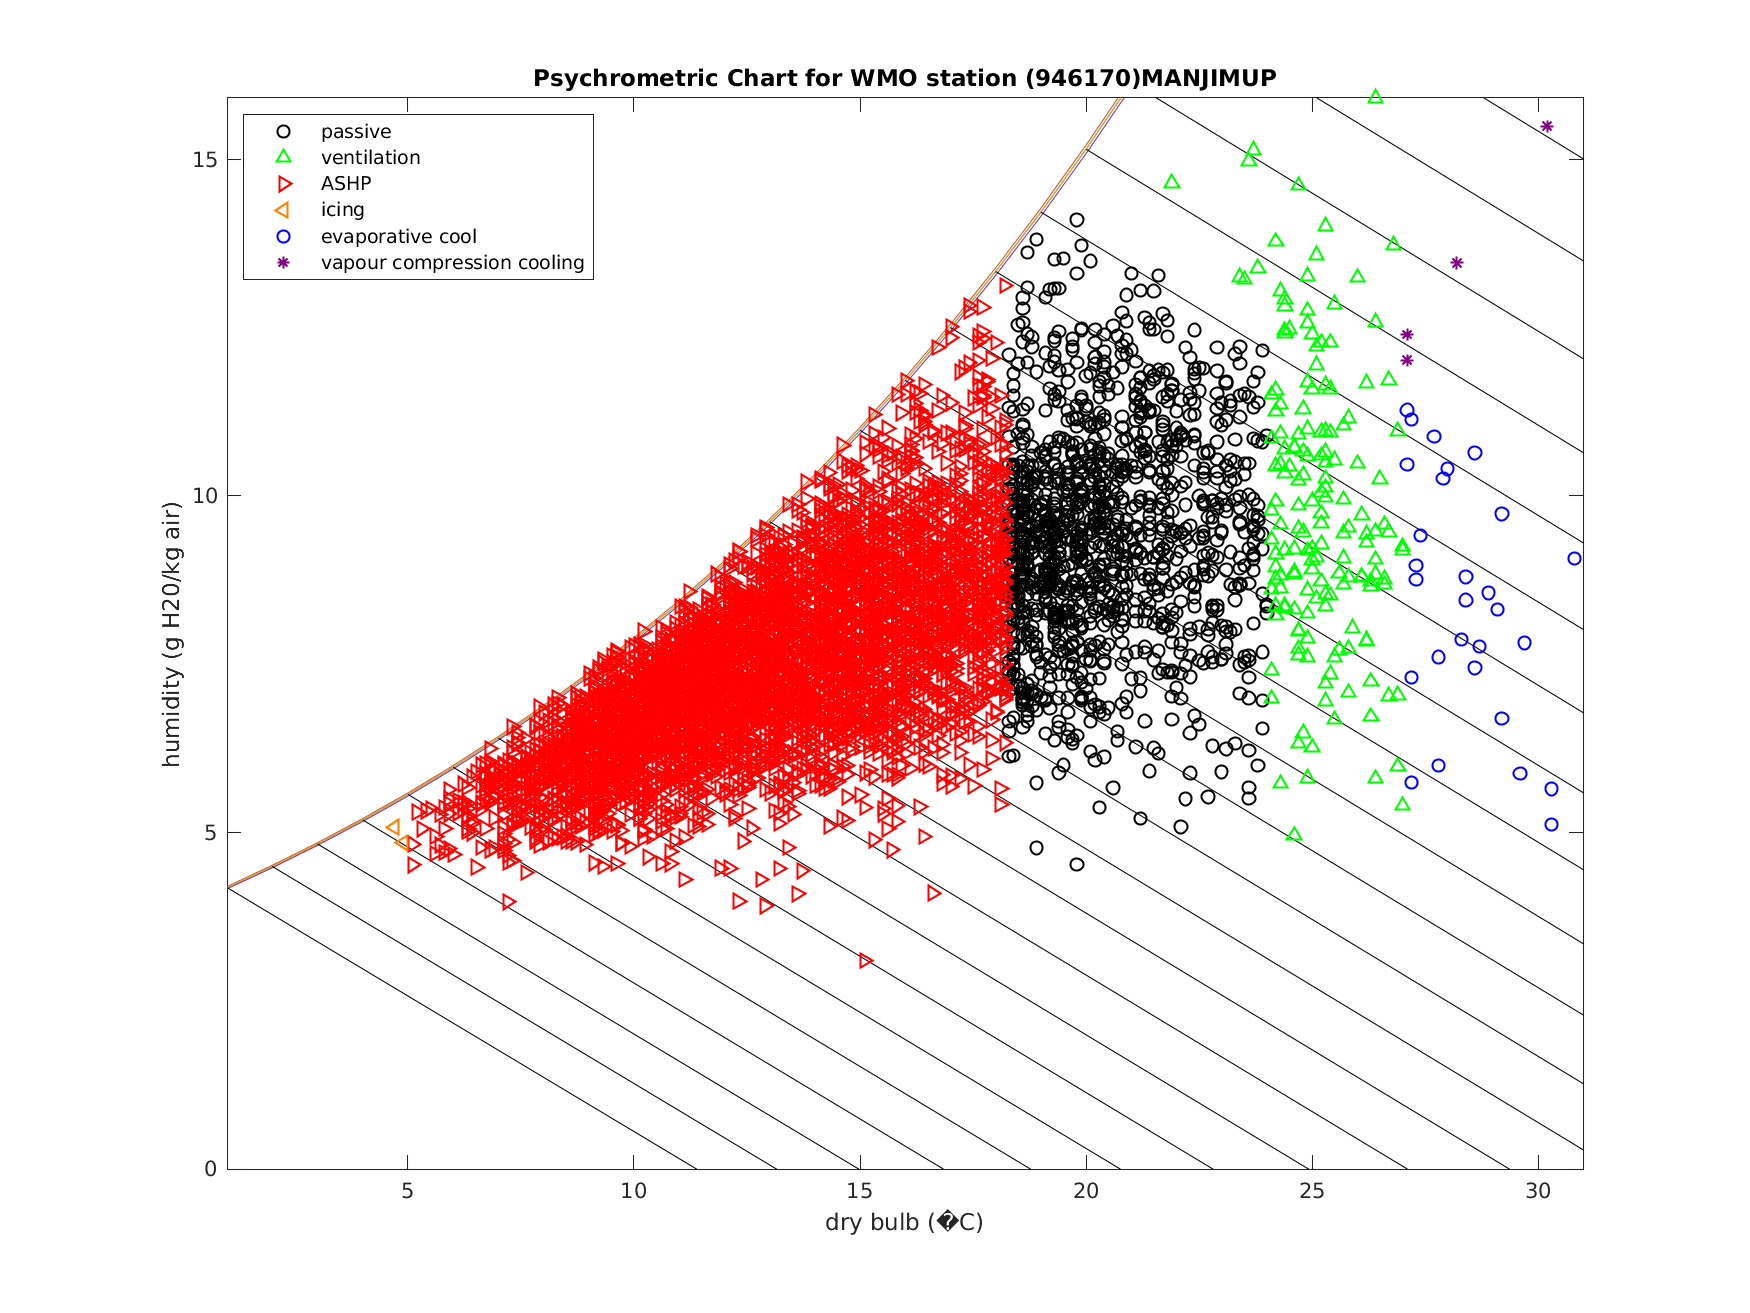 Psychrometric Chart for WMO station (946170)MANJIMUP
passive
ventilation
ASHP
icing
evaporative cool
vapour compression cooling
15
10
5
0
humidity (g H20/kg air)
5 10 15 20 25 30
dry bulb (�C)